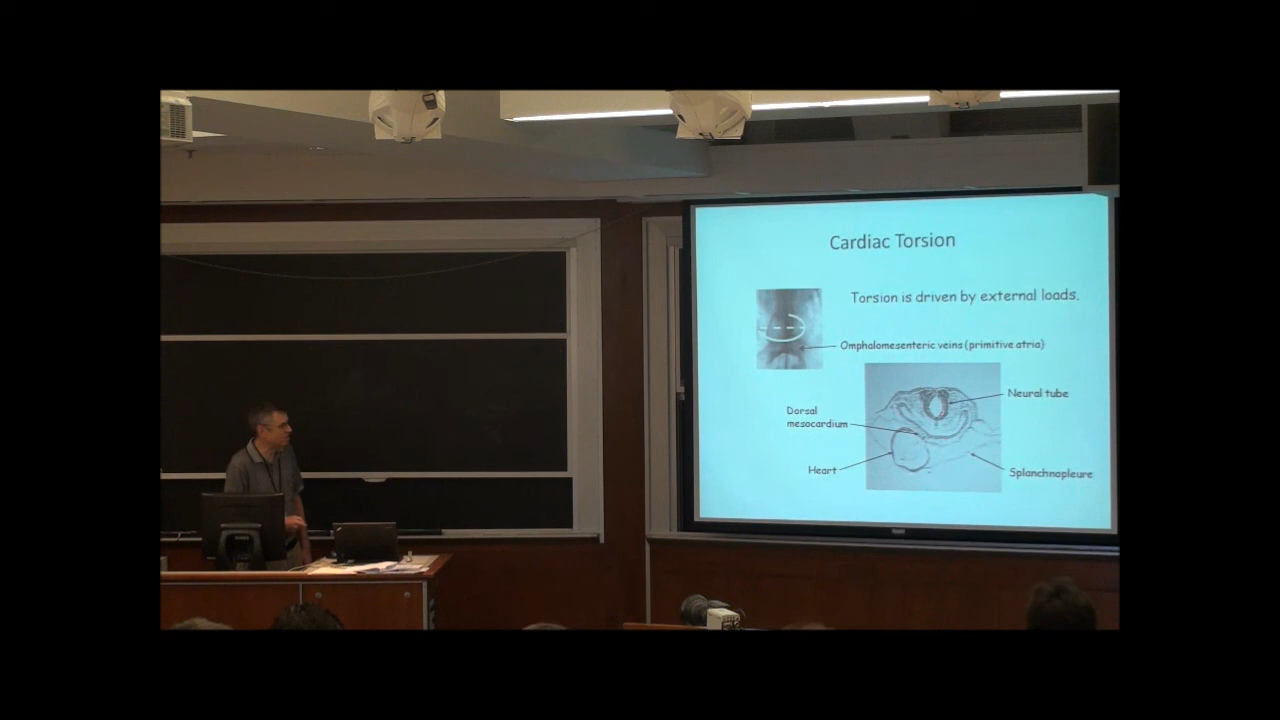 Cardiac Torsion
Torsion is driven by external loads.
Omphalomesenteric veins (primitive atria)
Neural tube
Dorsal
mesocardium
Heart
Splanchnopleure